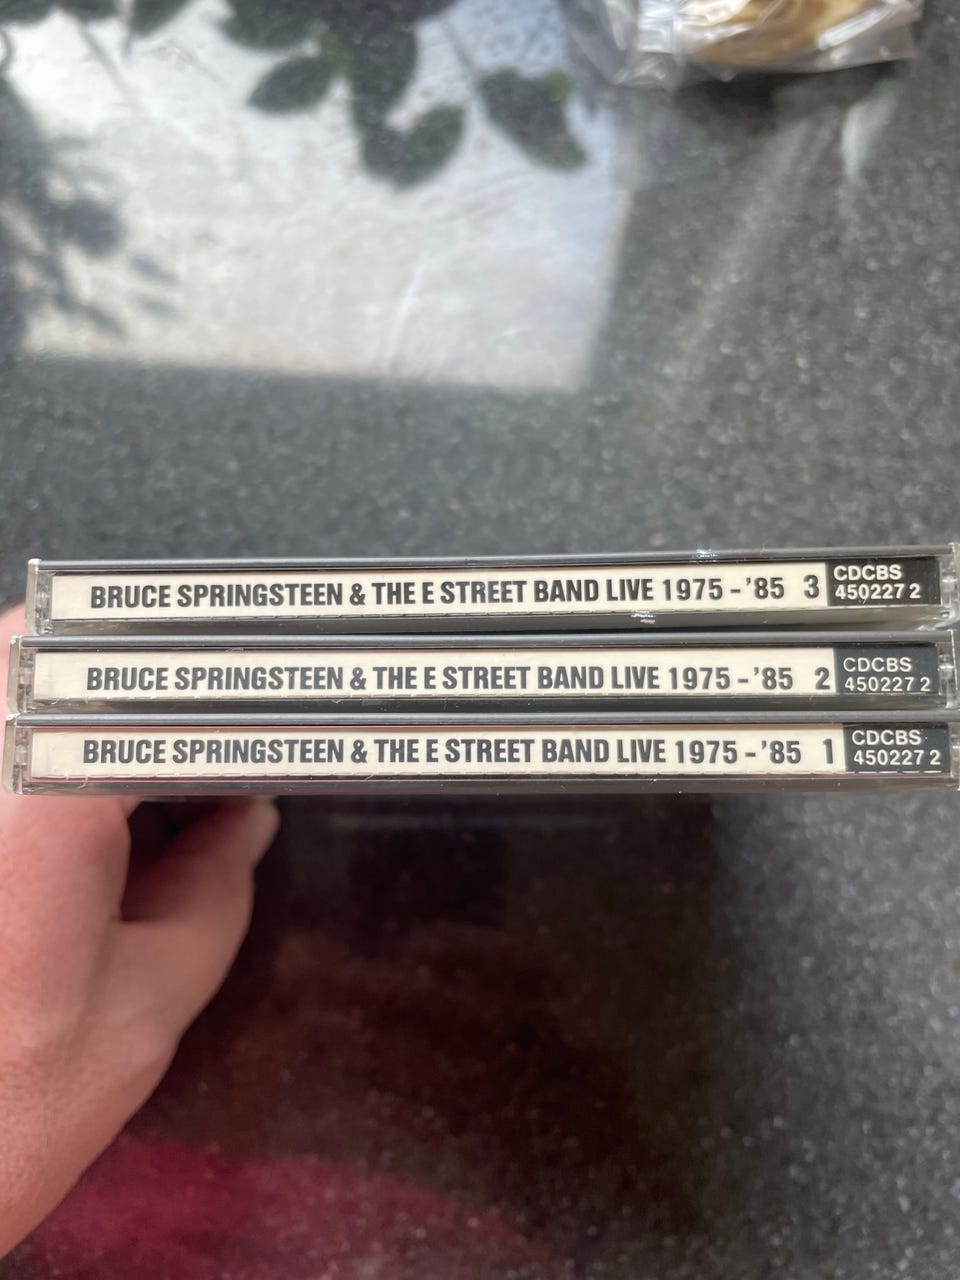 BRUCE SPRINGSTEEN & THE E STREET BAND LIVE 1975 -'85 3 CDCBS
450227 2
BRUCE SPRINGSTEEN & THE E STREET BAND LIVE 1975 -'85 2 CDCBS
450227 2
BRUCE SPRINGSTEEN & THE E STREET BAND LIVE 1975 -'85 1 CDCBS
450227 2